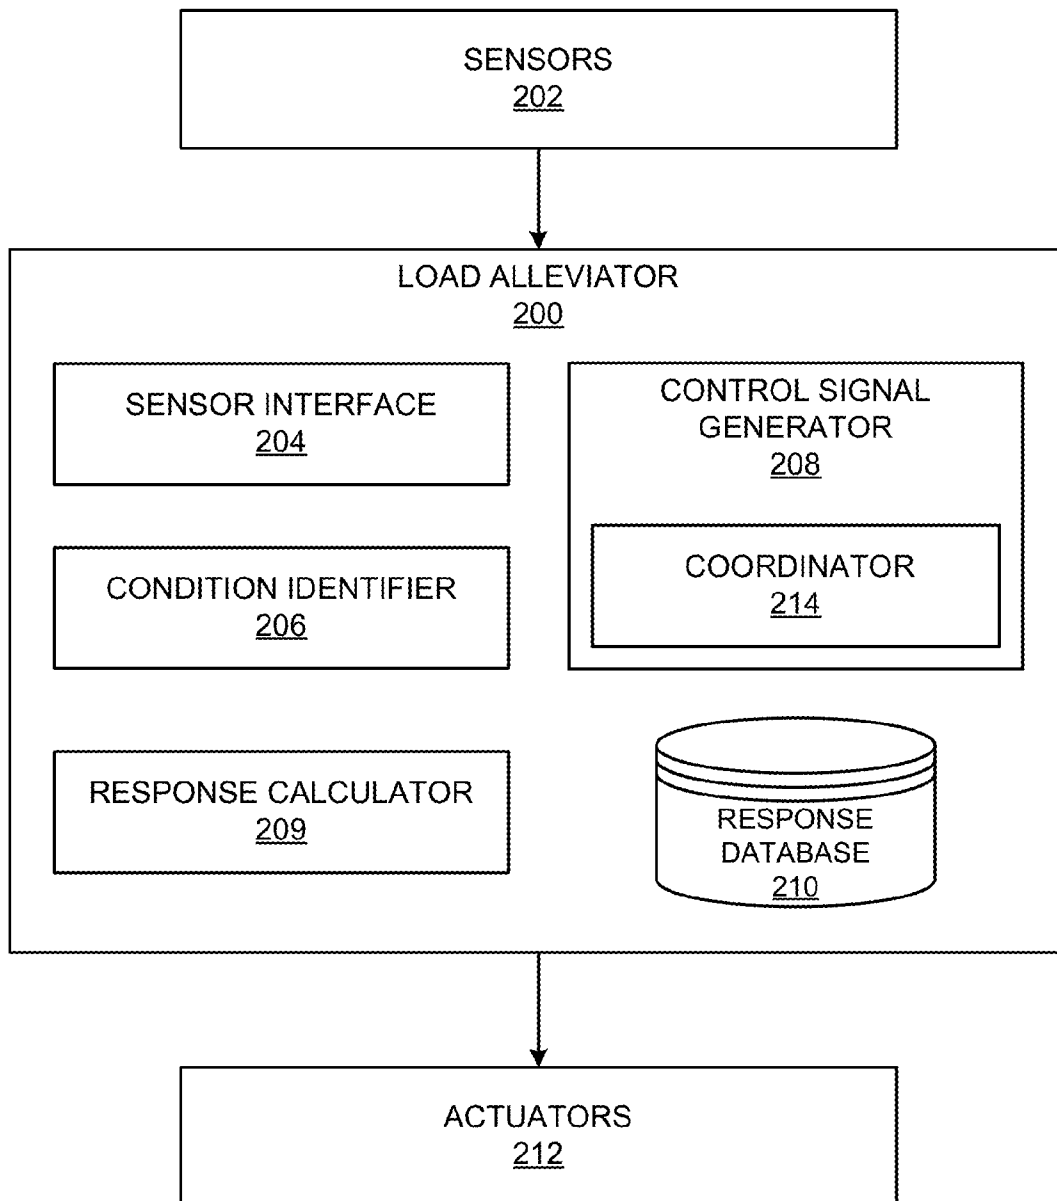 SENSORS
202
LOAD ALLEVIATOR
200
SENSOR INTERFACE
204
CONDITION IDENTIFIER
206
RESPONSE CALCULATOR
209
CONTROL SIGNAL
GENERATOR
208
COORDINATOR
214
RESPONSE
DATABASE
210
ACTUATORS
212